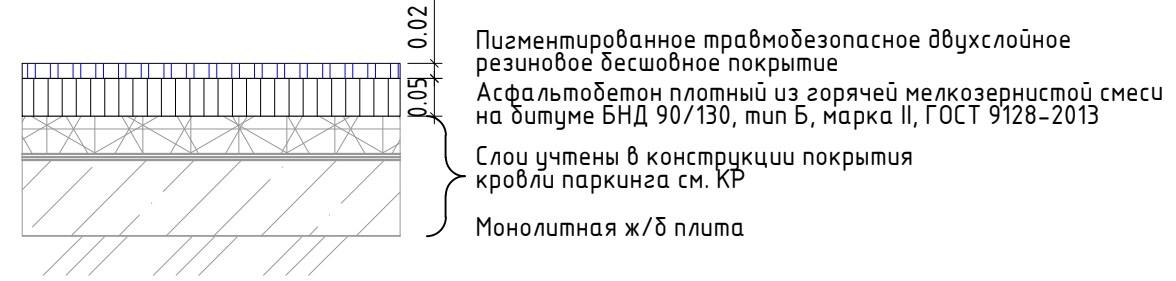 0.02
Пигментированное травмобезопасное двухслойное
резиновое бесшовное покрытие
0.05
Асфальтобетон плотный из горячей мелкозернистой смеси
на битуме БНД 90/130, тип Б, марка II, ГОСТ 9128-2013
Слои учтены в конструкции покрытия
кровли паркинга см. КР
Монолитная ж/б плита